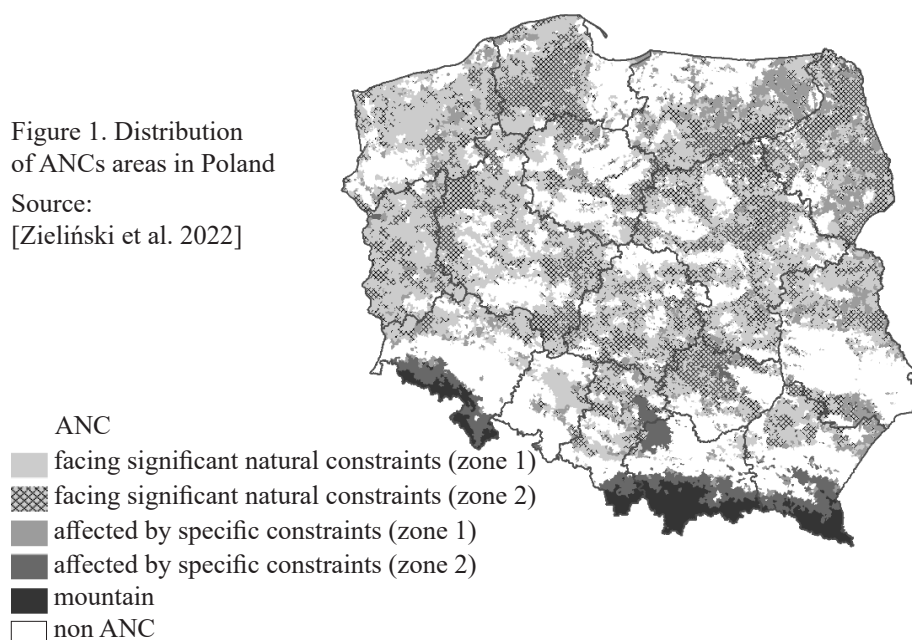 Figure 1. Distribution
of ANCs areas in Poland
Source:
[Zieliński et al. 2022]
ANC
facing significant natural constraints (zone 1)
facing significant natural constraints (zone 2)
affected by specific constraints (zone 1)
affected by specific constraints (zone 2)
mountain
non ANC